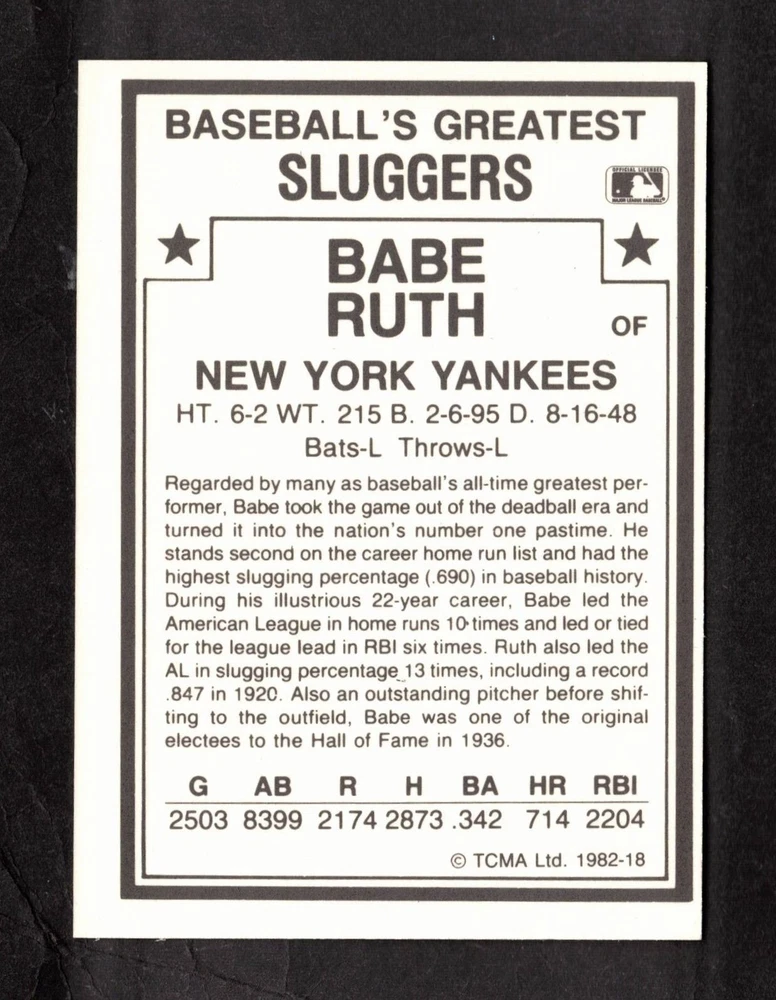 BASEBALL'S GREATEST
SLUGGERS
OFFICIAL LICENSEE
MAJOR LEAGUE BASEBALL
BABE
RUTH
OF
NEW YORK YANKEES
HT. 6-2 WT. 215 B. 2-6-95 D. 8-16-48
Bats-L Throws-L
Regarded by many as baseball's all-time greatest per-
former, Babe took the game out of the deadball era and
turned it into the nation's number one pastime. He
stands second on the career home run list and had the
highest slugging percentage (.690) in baseball history.
During his illustrious 22-year career, Babe led the
American League in home runs 10 times and led or tied
for the league lead in RBI six times. Ruth also led the
AL in slugging percentage 13 times, including a record
.847 in 1920. Also an outstanding pitcher before shif-
ting to the outfield, Babe was one of the original
electees to the Hall of Fame in 1936.
G AB R H BA HR RBI
2503 8399 2174 2873 .342 714 2204
© TCMA Ltd. 1982-18